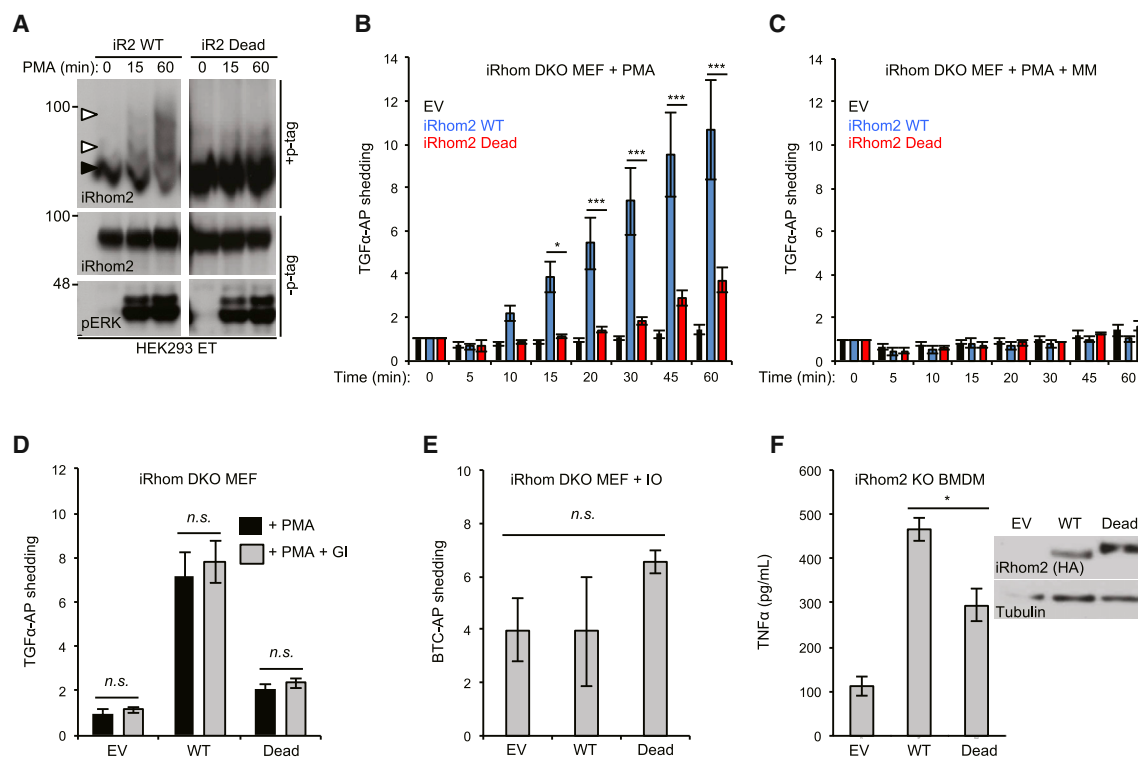 A
iR2 WT iR2 Dead
PMA (min): 0 15 60 0 15 60
100
iRhom2
+p-tag
100
iRhom2
48
pERK
-p-tag
HEK293 ET
B
iRhom DKO MEF + PMA
EV
iRhom2 WT
iRhom2 Dead
TGFα-AP shedding
14
12
10
8
6
4
2
0
* *** *** *** ***
Time (min): 0 5 10 15 20 30 45 60
C
iRhom DKO MEF + PMA + MM
EV
iRhom2 WT
iRhom2 Dead
TGFα-AP shedding
14
12
10
8
6
4
2
0
Time (min): 0 5 10 15 20 30 45 60
D
iRhom DKO MEF
+ PMA
+ PMA + GI
TGFα-AP shedding
12
10
8
6
4
2
0
n.s. n.s. n.s.
EV WT Dead
E
iRhom DKO MEF + IO
n.s.
BTC-AP shedding
10
8
6
4
2
0
EV WT Dead
F
iRhom2 KO BMDM
*
TNFα (pg/mL)
600
500
400
300
200
100
0
EV WT Dead
EV WT Dead
iRhom2 (HA)
Tubulin